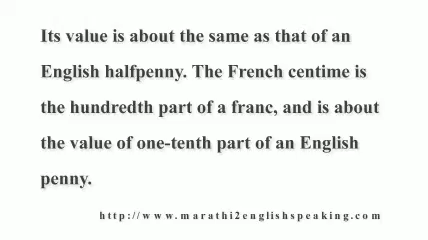 Its value is about the same as that of an
English halfpenny. The French centime is
the hundredth part of a franc, and is about
the value of one-tenth part of an English
penny.
http://www.marathi2englishspeaking.com